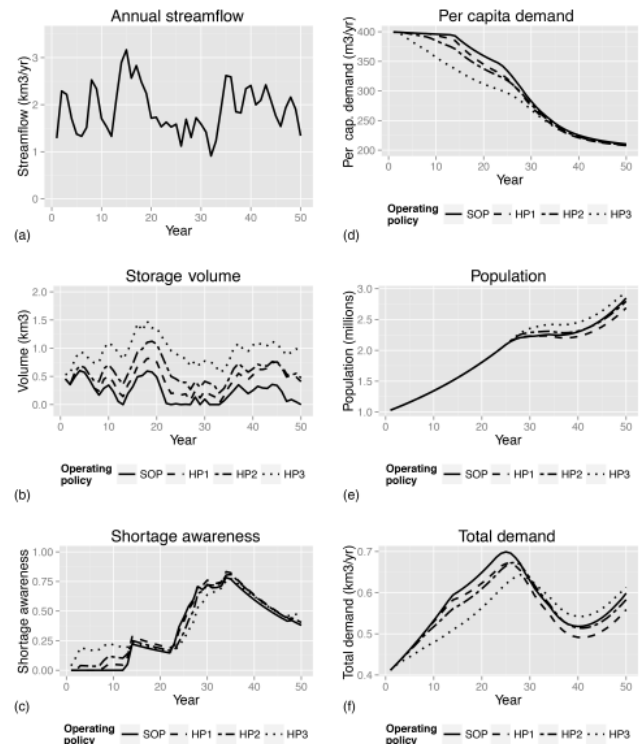 Annual streamflow
Streamflow (km3/yr)
3
2
1
0
0 10 20 30 40 50
Year
(a)
Per capita demand
Per cap. demand (m3/yr)
400
350
300
250
200
0 10 20 30 40 50
Year
Operating policy SOP HP1 HP2 HP3
(d)
Storage volume
Volume (km3)
2.0
1.5
1.0
0.5
0.0
0 10 20 30 40 50
Year
Operating policy SOP HP1 HP2 HP3
(b)
Population
Population (millions)
3.0
2.5
2.0
1.5
1.0
0 10 20 30 40 50
Year
Operating policy SOP HP1 HP2 HP3
(e)
Shortage awareness
Shortage awareness
1.00
0.75
0.50
0.25
0.00
0 10 20 30 40 50
Year
Operating policy SOP HP1 HP2 HP3
(c)
Total demand
Total demand (km3/yr)
0.7
0.6
0.5
0.4
0 10 20 30 40 50
Year
Operating policy SOP HP1 HP2 HP3
(f)